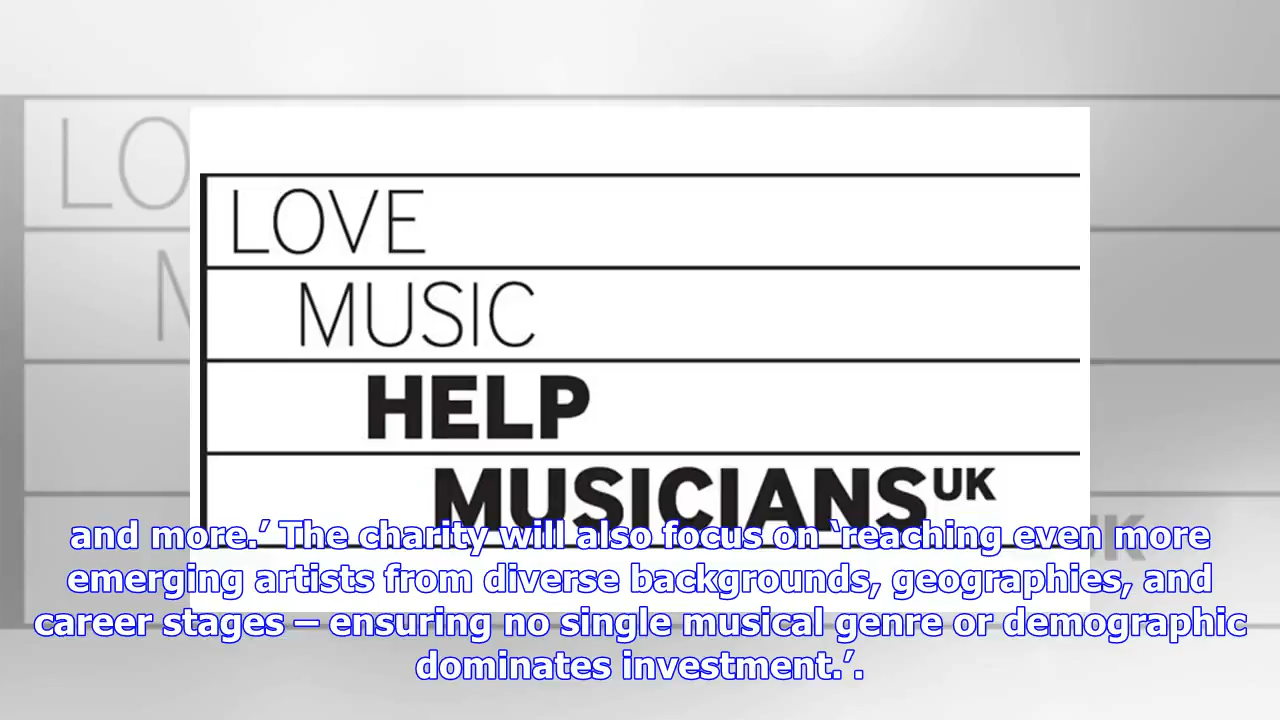 LOVE
MUSIC
HELP
MUSICIANS UK
and more.’ The charity will also focus on ‘reaching even more
emerging artists from diverse backgrounds, geographies, and
career stages – ensuring no single musical genre or demographic
dominates investment.’.